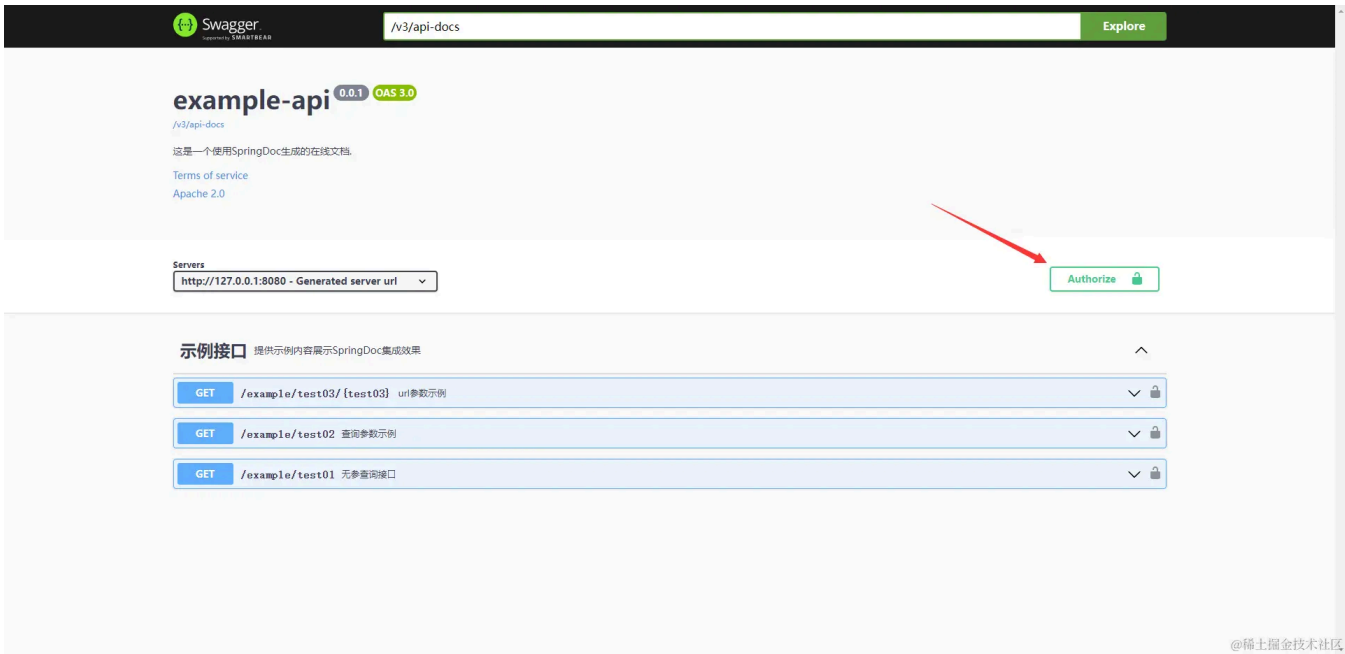 Swagger.
Supported by SMARTBEAR
/v3/api-docs
Explore
example-api 0.0.1 OAS 3.0
/v3/api-docs
这是一个使用SpringDoc生成的在线文档.
Terms of service
Apache 2.0
Servers
http://127.0.0.1:8080 - Generated server url
Authorize
示例接口 提供示例内容展示SpringDoc集成效果
GET /example/test03/{test03} url参数示例
GET /example/test02 查询参数示例
GET /example/test01 无参查询接口
@稀土掘金技术社区